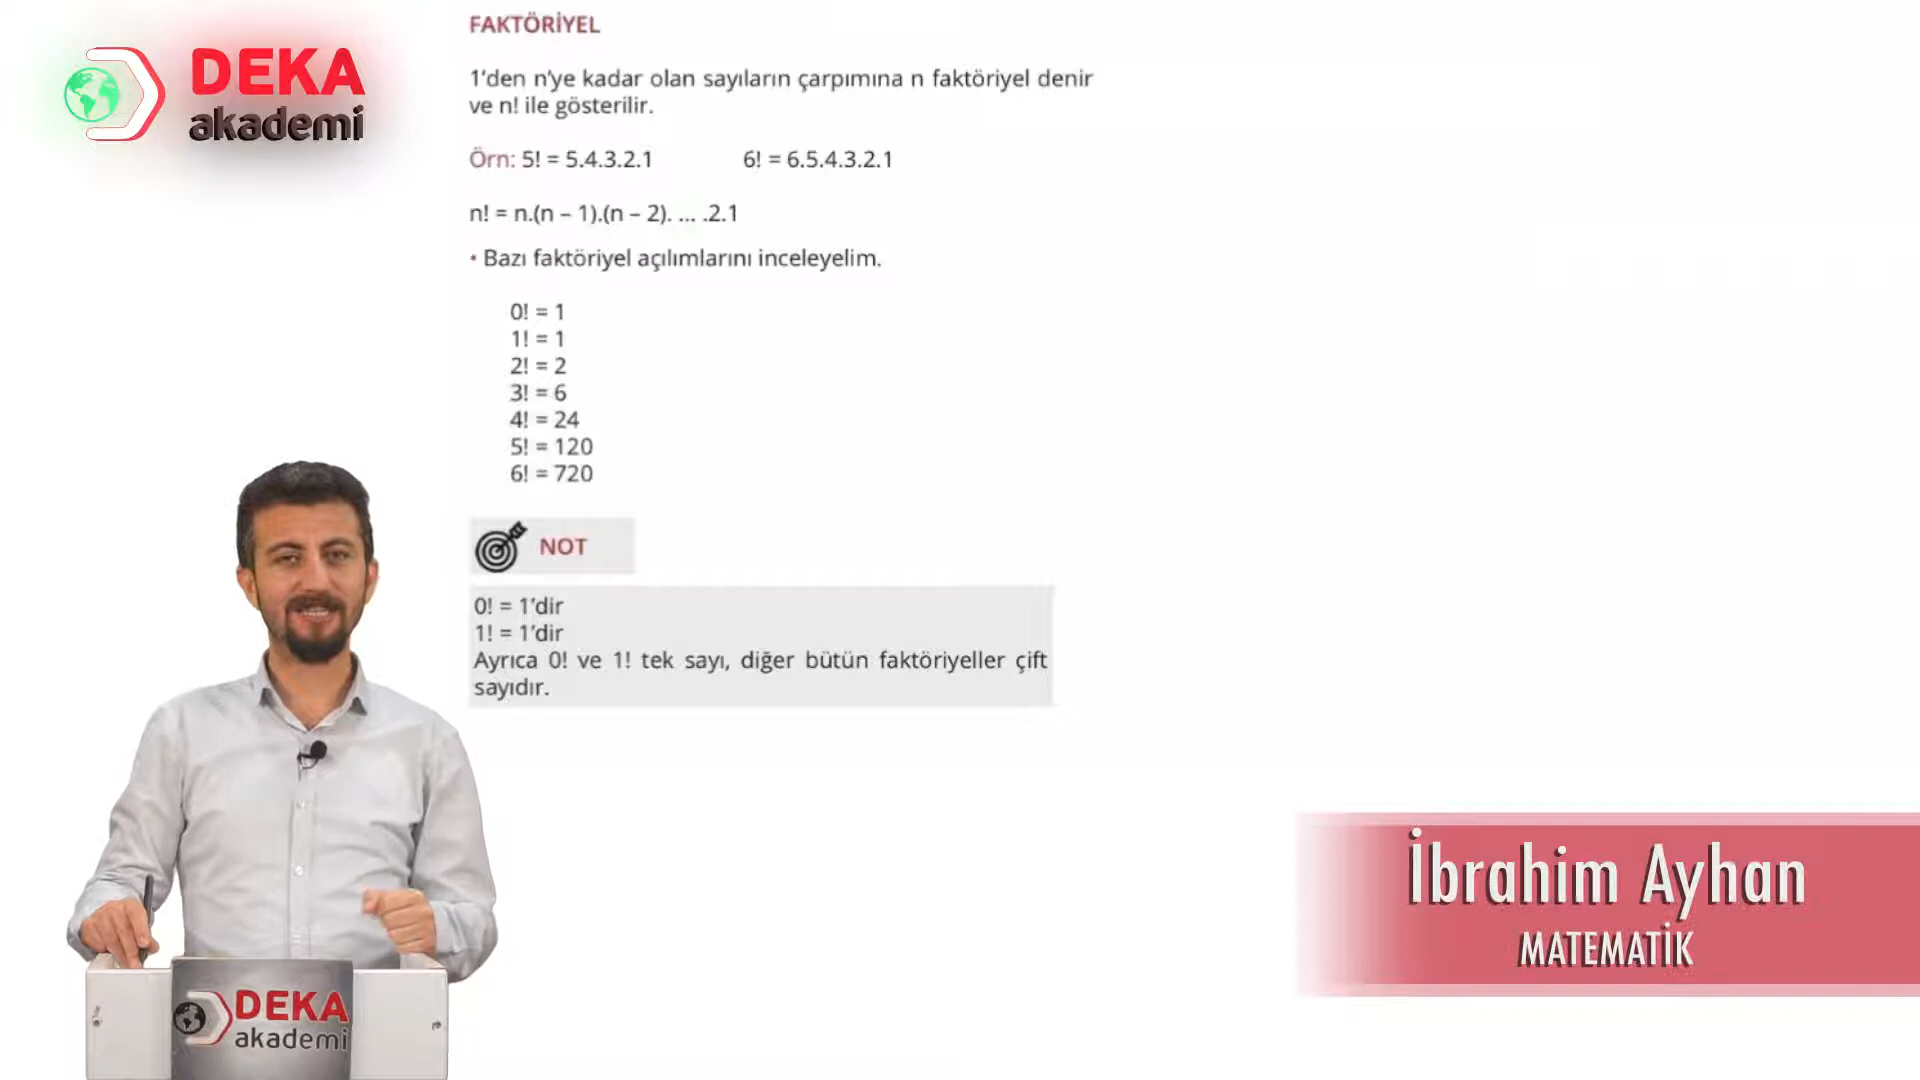 DEKA
akademi
FAKTÖRİYEL
1'den n'ye kadar olan sayıların çarpımına n faktöriyel denir
ve n! ile gösterilir.
Örn: 5! = 5.4.3.2.1 6! = 6.5.4.3.2.1
n! = n.(n – 1).(n – 2). ... .2.1
• Bazı faktöriyel açılımlarını inceleyelim.
0! = 1
1! = 1
2! = 2
3! = 6
4! = 24
5! = 120
6! = 720
NOT
0! = 1'dir
1! = 1'dir
Ayrıca 0! ve 1! tek sayı, diğer bütün faktöriyeller çift
sayıdır.
İbrahim Ayhan
MATEMATİK
DEKA
akademi